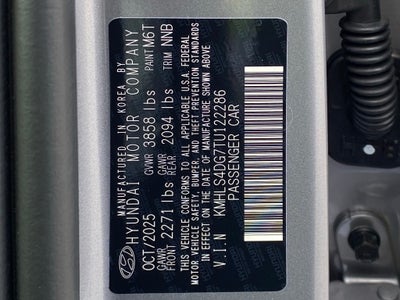 MANUFACTURED IN KOREA BY
HYUNDAI MOTOR COMPANY
OCT/2025 GVWR 3858 lbs PAINT M6T
GAWR FRONT 2271 lbs GAWR REAR 2094 lbs TRIM NNB
THIS VEHICLE CONFORMS TO ALL APPLICABLE U.S.A. FEDERAL
MOTOR VEHICLE SAFETY, BUMPER, AND THEFT PREVENTION
STANDARDS IN EFFECT ON THE DATE OF MANUFACTURE SHOWN ABOVE
V.I.N KMHLS4DG7TU122286
PASSENGER CAR